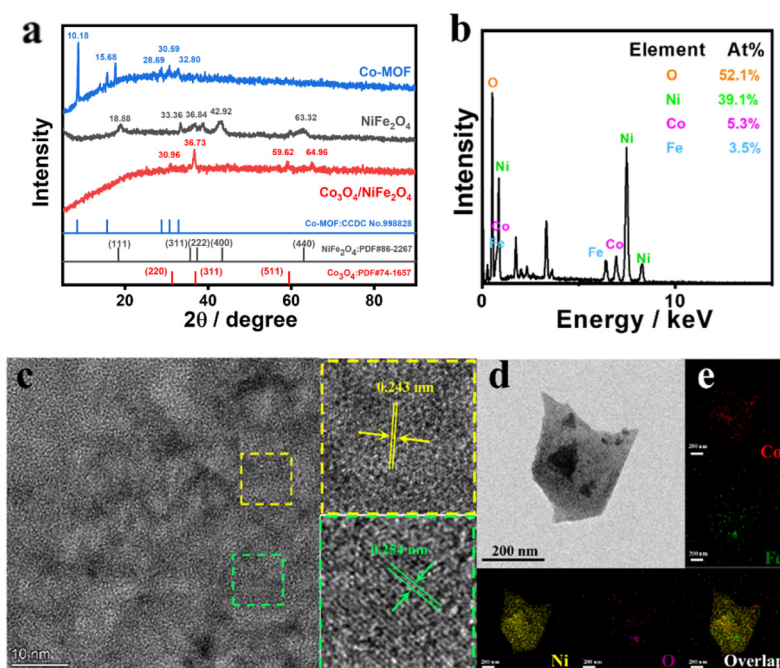 a
Intensity
10.18
15.68
28.69
30.59
32.80
Co-MOF
18.88
33.36
36.84
42.92
63.32
NiFe₂O₄
30.96
36.73
59.62
64.96
Co₃O₄/NiFe₂O₄
Co-MOF:CCDC No.998828
(111)
(311)
(222)
(400)
(440)
NiFe₂O₄:PDF#86-2267
(220)
(311)
(511)
Co₃O₄:PDF#74-1657
20 40 60 80
2θ / degree
b
Intensity
Element At%
O 52.1%
Ni 39.1%
Co 5.3%
Fe 3.5%
O
Ni
Co
Fe
Fe
Co
Ni
Ni
0 10
Energy / keV
c
10 nm
0.243 nm
0.254 nm
d
200 nm
e
200 nm
Co
200 nm
Fe
200 nm
Ni
200 nm
O
200 nm
Overlap